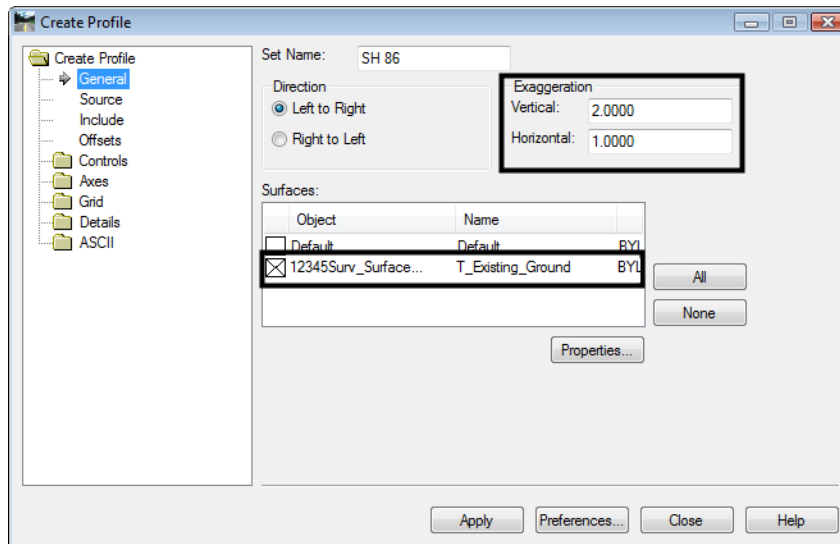 Create Profile
Create Profile
General
Source
Include
Offsets
Controls
Axes
Grid
Details
ASCII
Set Name: SH 86
Direction
Left to Right
Right to Left
Exaggeration
Vertical: 2.0000
Horizontal: 1.0000
Surfaces:
Object Name
Default Default BYL
12345Surv_Surface... T_Existing_Ground BYL
All
None
Properties...
Apply Preferences... Close Help